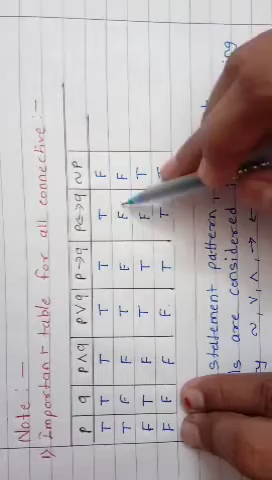 Note :-
1) Important table for all connective :-
p q p∧q p∨q p→q p↔q ~p
T T T T T T F
T F F T F F F
F T F T T F T
F F F F. T T T
statement pattern,
are considered
~, ∨, ∧, →, ↔